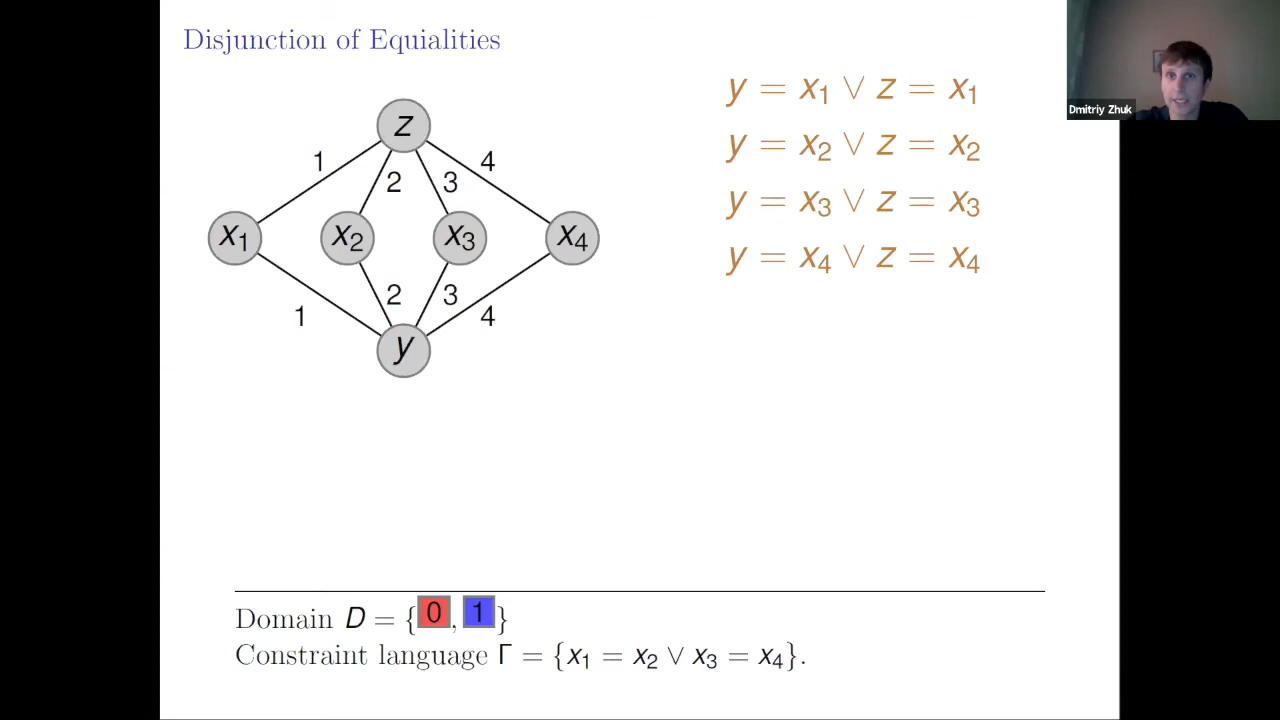 Disjunction of Equialities
y = x₁ ∨ z = x₁
y = x₂ ∨ z = x₂
y = x₃ ∨ z = x₃
y = x₄ ∨ z = x₄
Dmitriy Zhuk
z
1 2 3 4
x₁ x₂ x₃ x₄
1 2 3 4
y
Domain D = {0, 1}
Constraint language Γ = {x₁ = x₂ ∨ x₃ = x₄}.